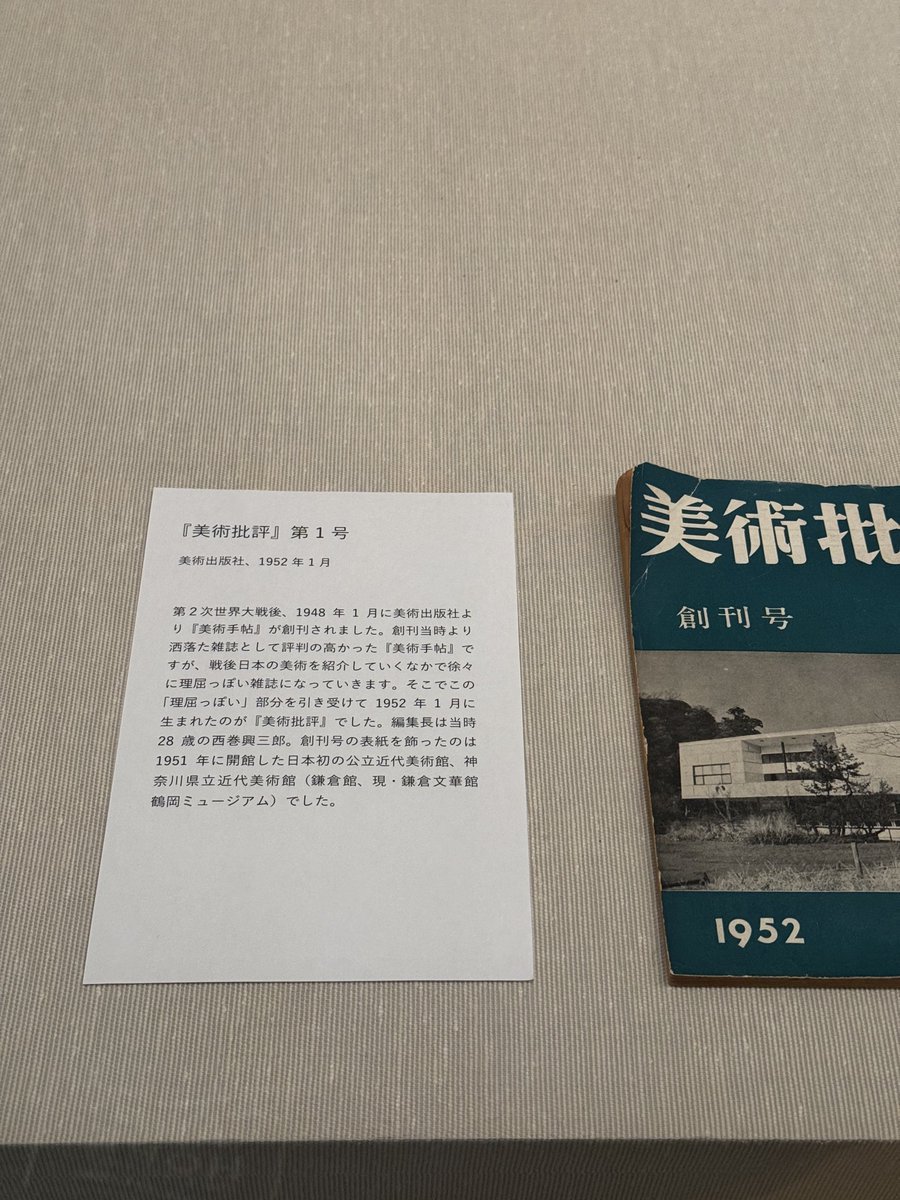 『美術批評』第1号
美術出版社、1952年1月
第2次世界大戦後、1948 年 1 月に美術出版社よ
り『美術手帖』が創刊されました。創刊当時より
洒落た雑誌として評判の高かった『美術手帖』で
すが、戦後日本の美術を紹介していくなかで徐々
に理屈っぽい雑誌になっていきます。そこでこの
「理屈っぽい」部分を引き受けて 1952 年 1 月に
生まれたのが『美術批評』でした。編集長は当時
28 歳の西巻興三郎。創刊号の表紙を飾ったのは
1951 年に開館した日本初の公立近代美術館、神
奈川県立近代美術館（鎌倉館、現・鎌倉文華館
鶴岡ミュージアム）でした。
美術批
創刊号
1952